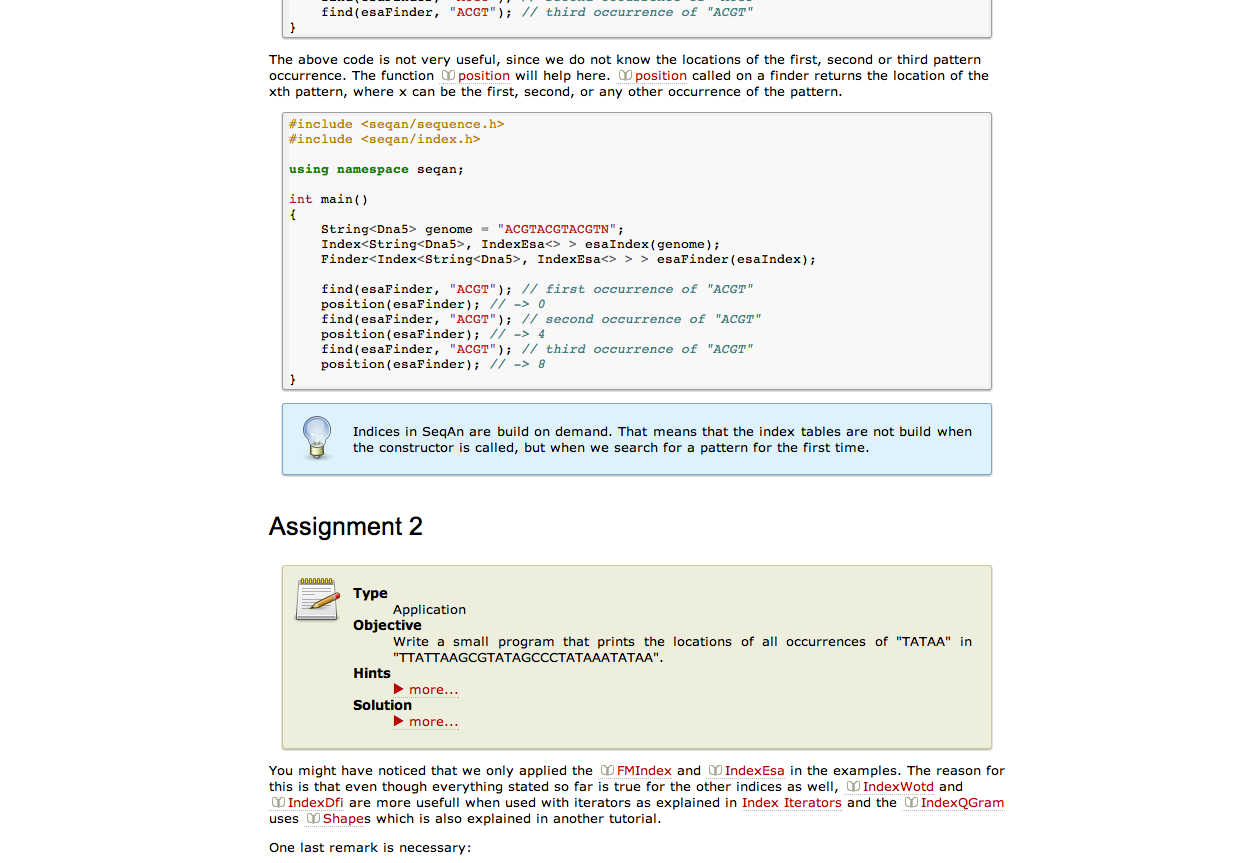 find(esaFinder, "ACGT"); // third occurrence of "ACGT"
}
The above code is not very useful, since we do not know the locations of the first, second or third pattern
occurrence. The function position will help here. position called on a finder returns the location of the
xth pattern, where x can be the first, second, or any other occurrence of the pattern.
#include <seqan/sequence.h>
#include <seqan/index.h>
using namespace seqan;
int main()
{
String<Dna5> genome = "ACGTACGTACGTN";
Index<String<Dna5>, IndexEsa<> > esaIndex(genome);
Finder<Index<String<Dna5>, IndexEsa<> > > esaFinder(esaIndex);
find(esaFinder, "ACGT"); // first occurrence of "ACGT"
position(esaFinder); // -> 0
find(esaFinder, "ACGT"); // second occurrence of "ACGT"
position(esaFinder); // -> 4
find(esaFinder, "ACGT"); // third occurrence of "ACGT"
position(esaFinder); // -> 8
}
Indices in SeqAn are build on demand. That means that the index tables are not build when
the constructor is called, but when we search for a pattern for the first time.
Assignment 2
Type
Application
Objective
Write a small program that prints the locations of all occurrences of "TATAA" in
"TTATTAAGCGTATAGCCCTATAAATATAA".
Hints
more...
Solution
more...
You might have noticed that we only applied the FMIndex and IndexEsa in the examples. The reason for
this is that even though everything stated so far is true for the other indices as well, IndexWotd and
IndexDfi are more usefull when used with iterators as explained in Index Iterators and the IndexQGram
uses Shapes which is also explained in another tutorial.
One last remark is necessary: